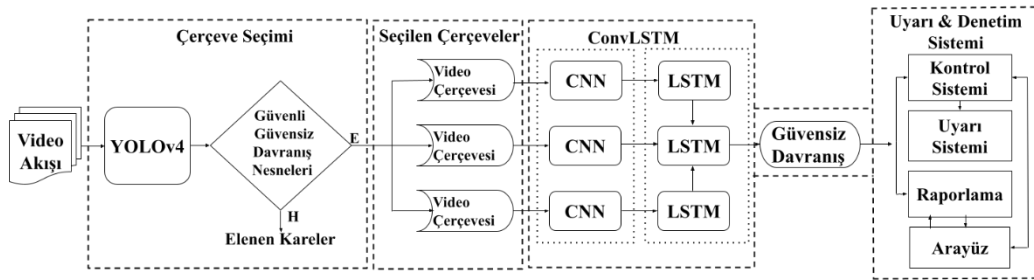 Çerçeve Seçimi
Video
Akışı
YOLOv4
Güvenli
Güvensiz
Davranış
Nesneleri
E
H
Elenen Kareler
Seçilen Çerçeveler
Video
Çerçevesi
Video
Çerçevesi
Video
Çerçevesi
ConvLSTM
CNN
LSTM
CNN
LSTM
CNN
LSTM
Güvensiz
Davranış
Uyarı & Denetim
Sistemi
Kontrol
Sistemi
Uyarı
Sistemi
Raporlama
Arayüz